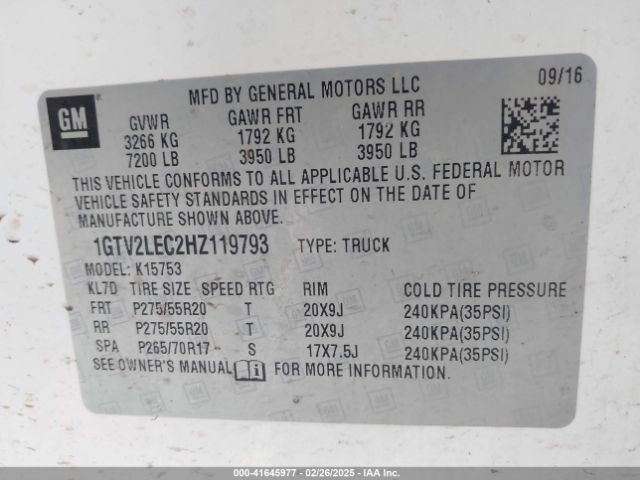 MFD BY GENERAL MOTORS LLC 09/16
GM
GVWR GAWR FRT GAWR RR
3266 KG 1792 KG 1792 KG
7200 LB 3950 LB 3950 LB
THIS VEHICLE CONFORMS TO ALL APPLICABLE U.S. FEDERAL MOTOR
VEHICLE SAFETY STANDARDS IN EFFECT ON THE DATE OF
MANUFACTURE SHOWN ABOVE.
1GTV2LEC2HZ119793 TYPE: TRUCK
MODEL: K15753
KL7D TIRE SIZE SPEED RTG RIM COLD TIRE PRESSURE
FRT P275/55R20 T 20X9J 240KPA(35PSI)
RR P275/55R20 T 20X9J 240KPA(35PSI)
SPA P265/70R17 S 17X7.5J 240KPA(35PSI)
SEE OWNER'S MANUAL FOR MORE INFORMATION.
000-41645977 - 02/26/2025 - IAA Inc.